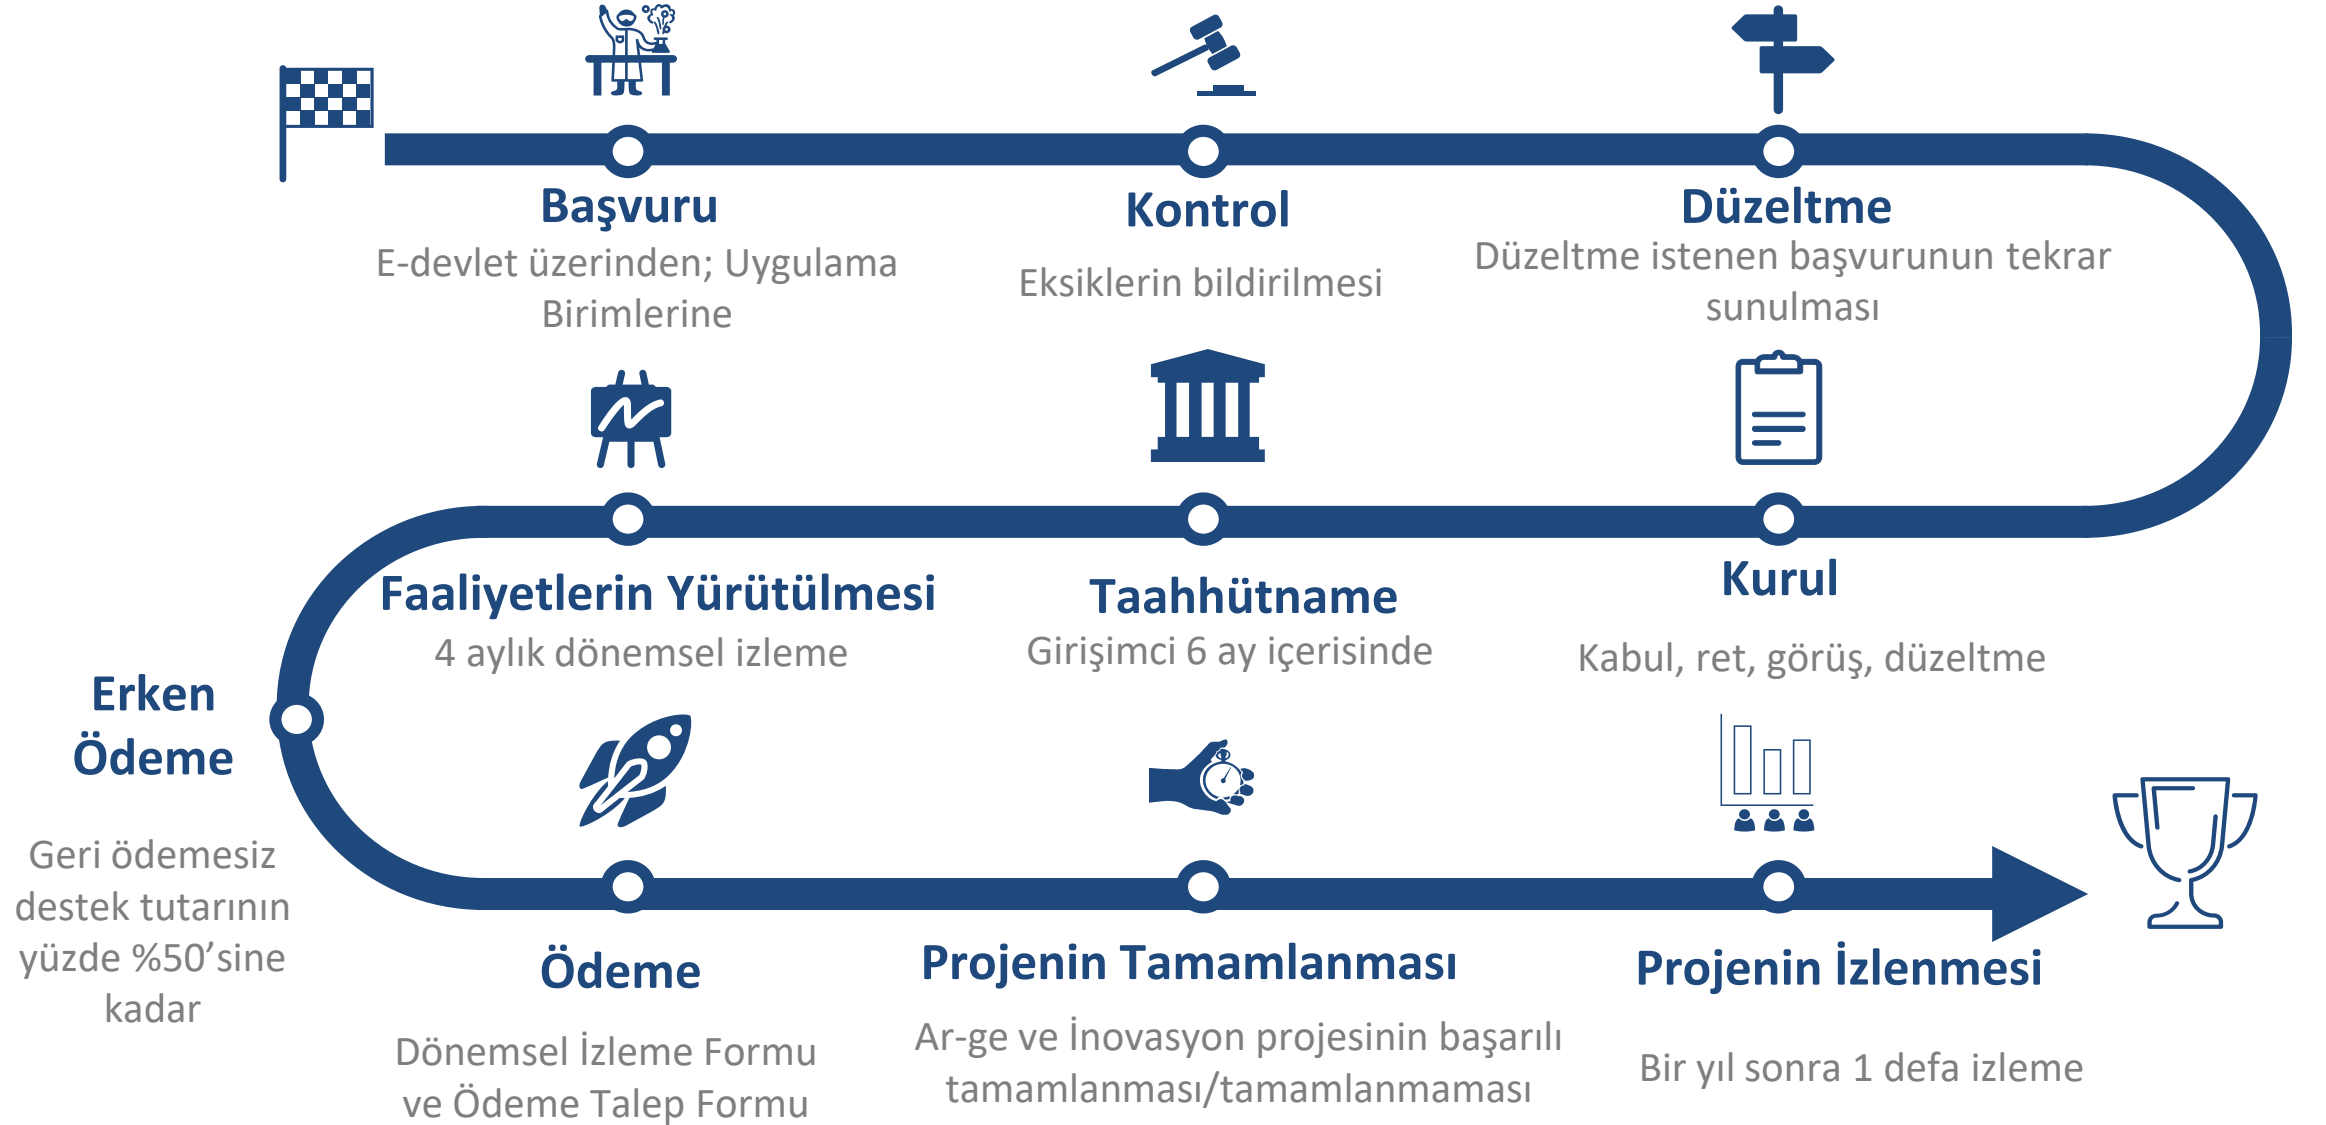 Başvuru
E-devlet üzerinden; Uygulama
Birimlerine
Kontrol
Eksiklerin bildirilmesi
Düzeltme
Düzeltme istenen başvurunun tekrar
sunulması
Kurul
Kabul, ret, görüş, düzeltme
Taahhütname
Girişimci 6 ay içerisinde
Faaliyetlerin Yürütülmesi
4 aylık dönemsel izleme
Erken
Ödeme
Geri ödemesiz
destek tutarının
yüzde %50’sine
kadar
Ödeme
Dönemsel İzleme Formu
ve Ödeme Talep Formu
Projenin Tamamlanması
Ar-ge ve İnovasyon projesinin başarılı
tamamlanması/tamamlanmaması
Projenin İzlenmesi
Bir yıl sonra 1 defa izleme